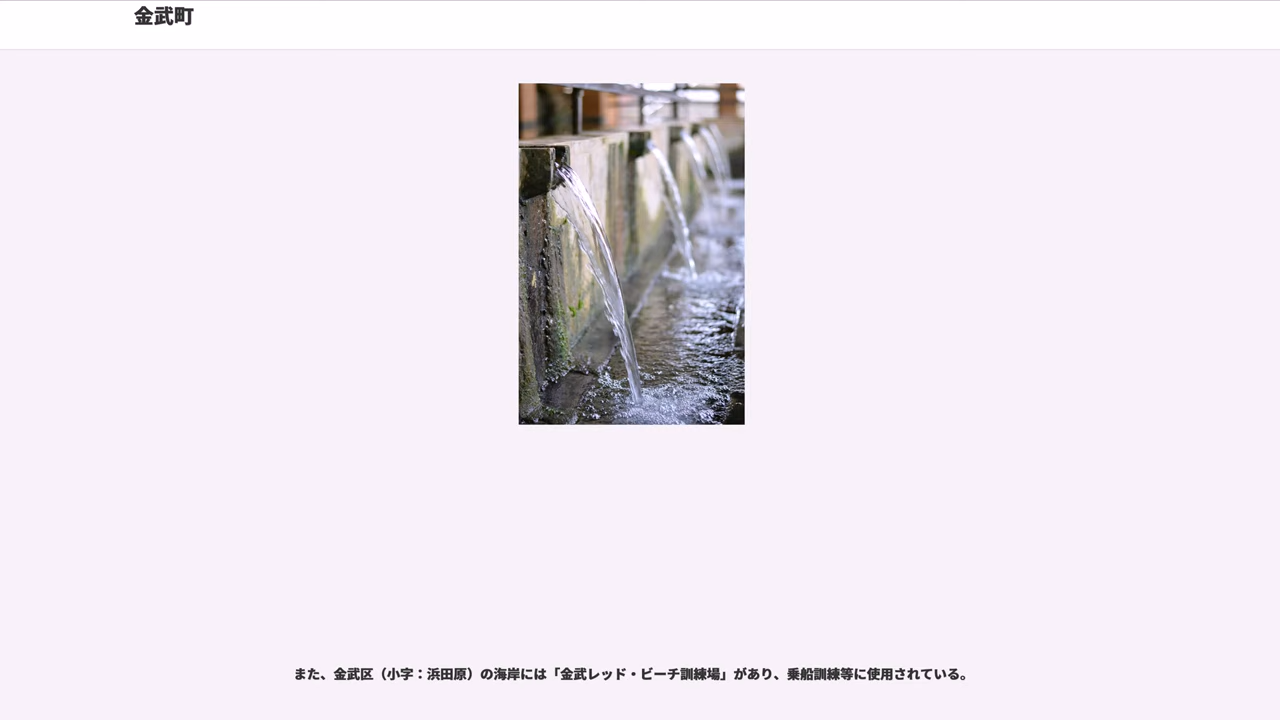 金武町
また、金武区（小字：浜田原）の海岸には「金武レッド・ビーチ訓練場」があり、乗船訓練等に使用されている。